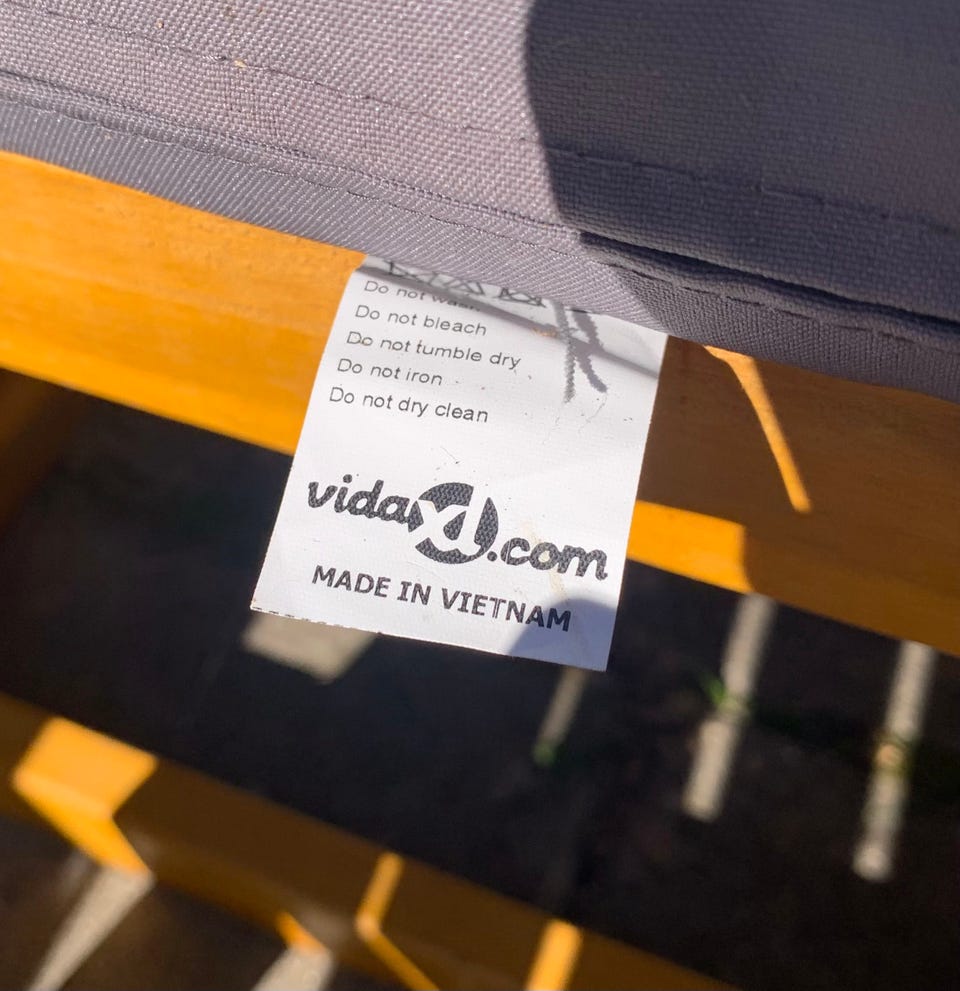 Do not wash
Do not bleach
Do not tumble dry
Do not iron
Do not dry clean
vidaXL.com
MADE IN VIETNAM